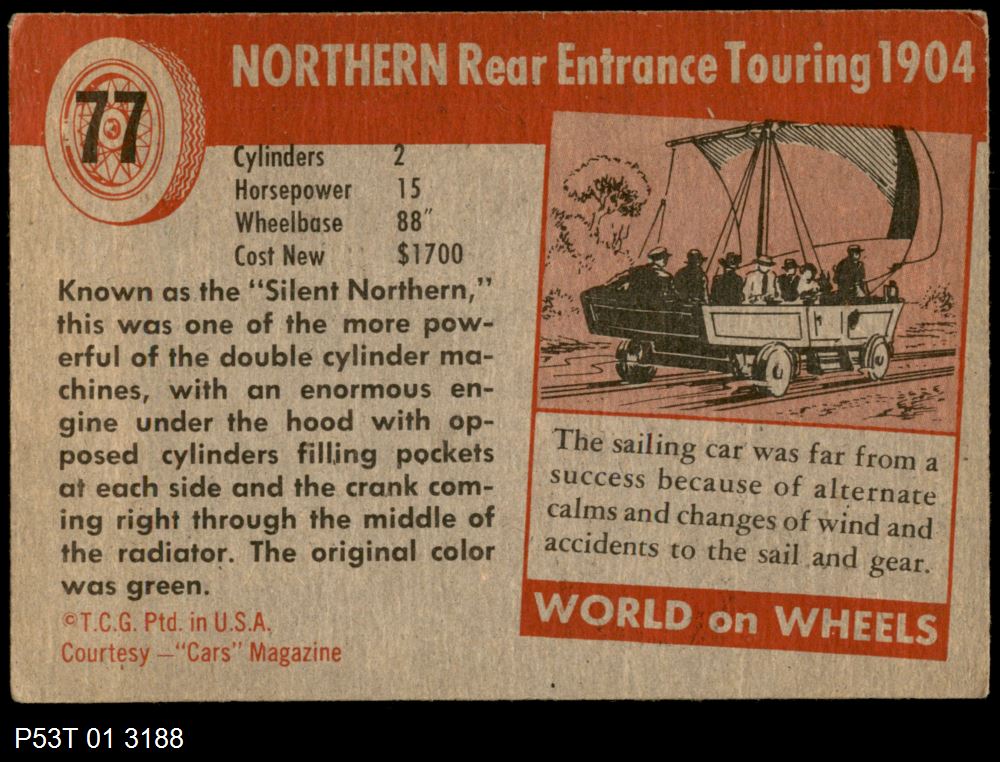 77
NORTHERN Rear Entrance Touring 1904
Cylinders 2
Horsepower 15
Wheelbase 88"
Cost New $1700
Known as the "Silent Northern,"
this was one of the more pow-
erful of the double cylinder ma-
chines, with an enormous en-
gine under the hood with op-
posed cylinders filling pockets
at each side and the crank com-
ing right through the middle of
the radiator. The original color
was green.
©T.C.G. Ptd. in U.S.A.
Courtesy —"Cars" Magazine
The sailing car was far from a
success because of alternate
calms and changes of wind and
accidents to the sail and gear.
WORLD on WHEELS
P53T 01 3188